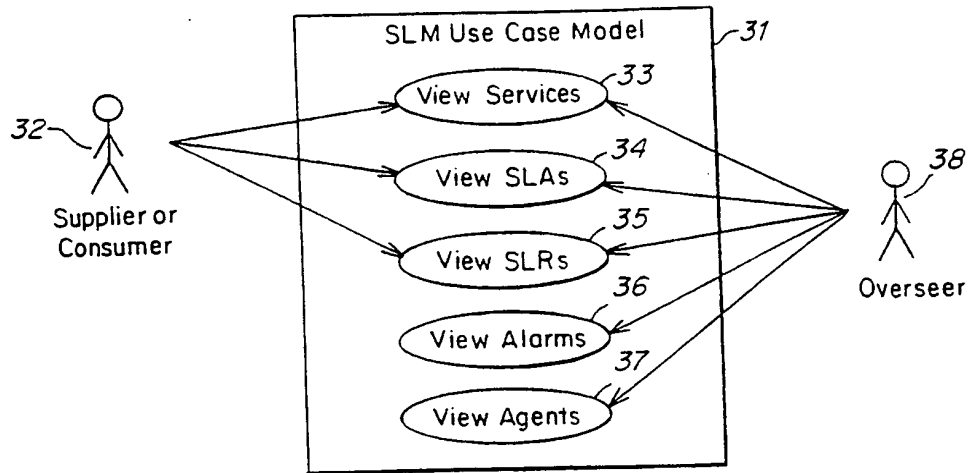 SLM Use Case Model
31
View Services
33
32
View SLAs
34
38
Supplier or
Consumer
View SLRs
35
Overseer
View Alarms
36
View Agents
37